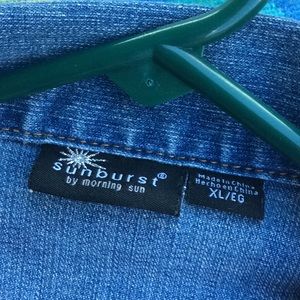 sunburst®
by morning sun
Made in China
Hecho en China
XL/EG